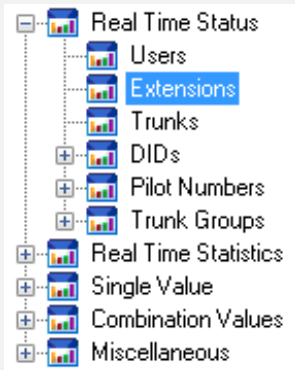 Real Time Status
Users
Extensions
Trunks
DIDs
Pilot Numbers
Trunk Groups
Real Time Statistics
Single Value
Combination Values
Miscellaneous